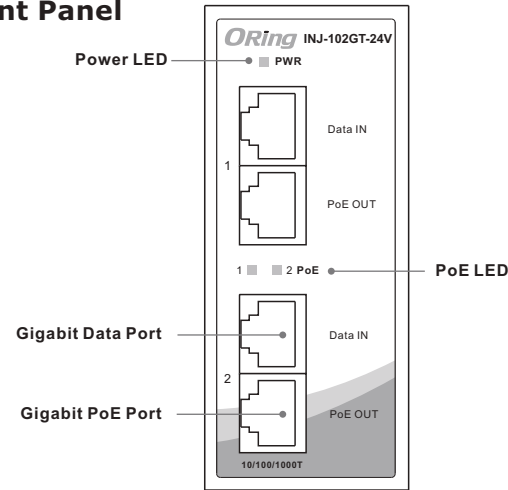 nt Panel
ORing INJ-102GT-24V
Power LED
PWR
Data IN
1
PoE OUT
1 2 PoE
PoE LED
Gigabit Data Port
Data IN
2
Gigabit PoE Port
PoE OUT
10/100/1000T